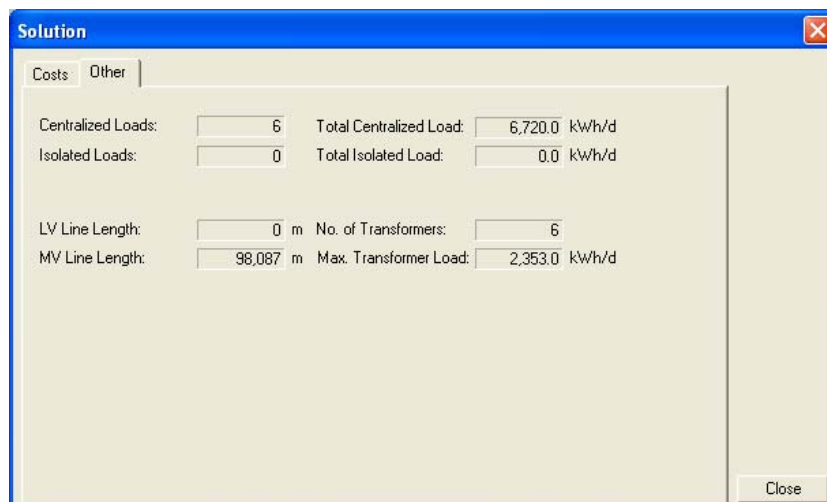 Solution
Costs Other
Centralized Loads: 6 Total Centralized Load: 6,720.0 kWh/d
Isolated Loads: 0 Total Isolated Load: 0.0 kWh/d
LV Line Length: 0 m No. of Transformers: 6
MV Line Length: 98,087 m Max. Transformer Load: 2,353.0 kWh/d
Close